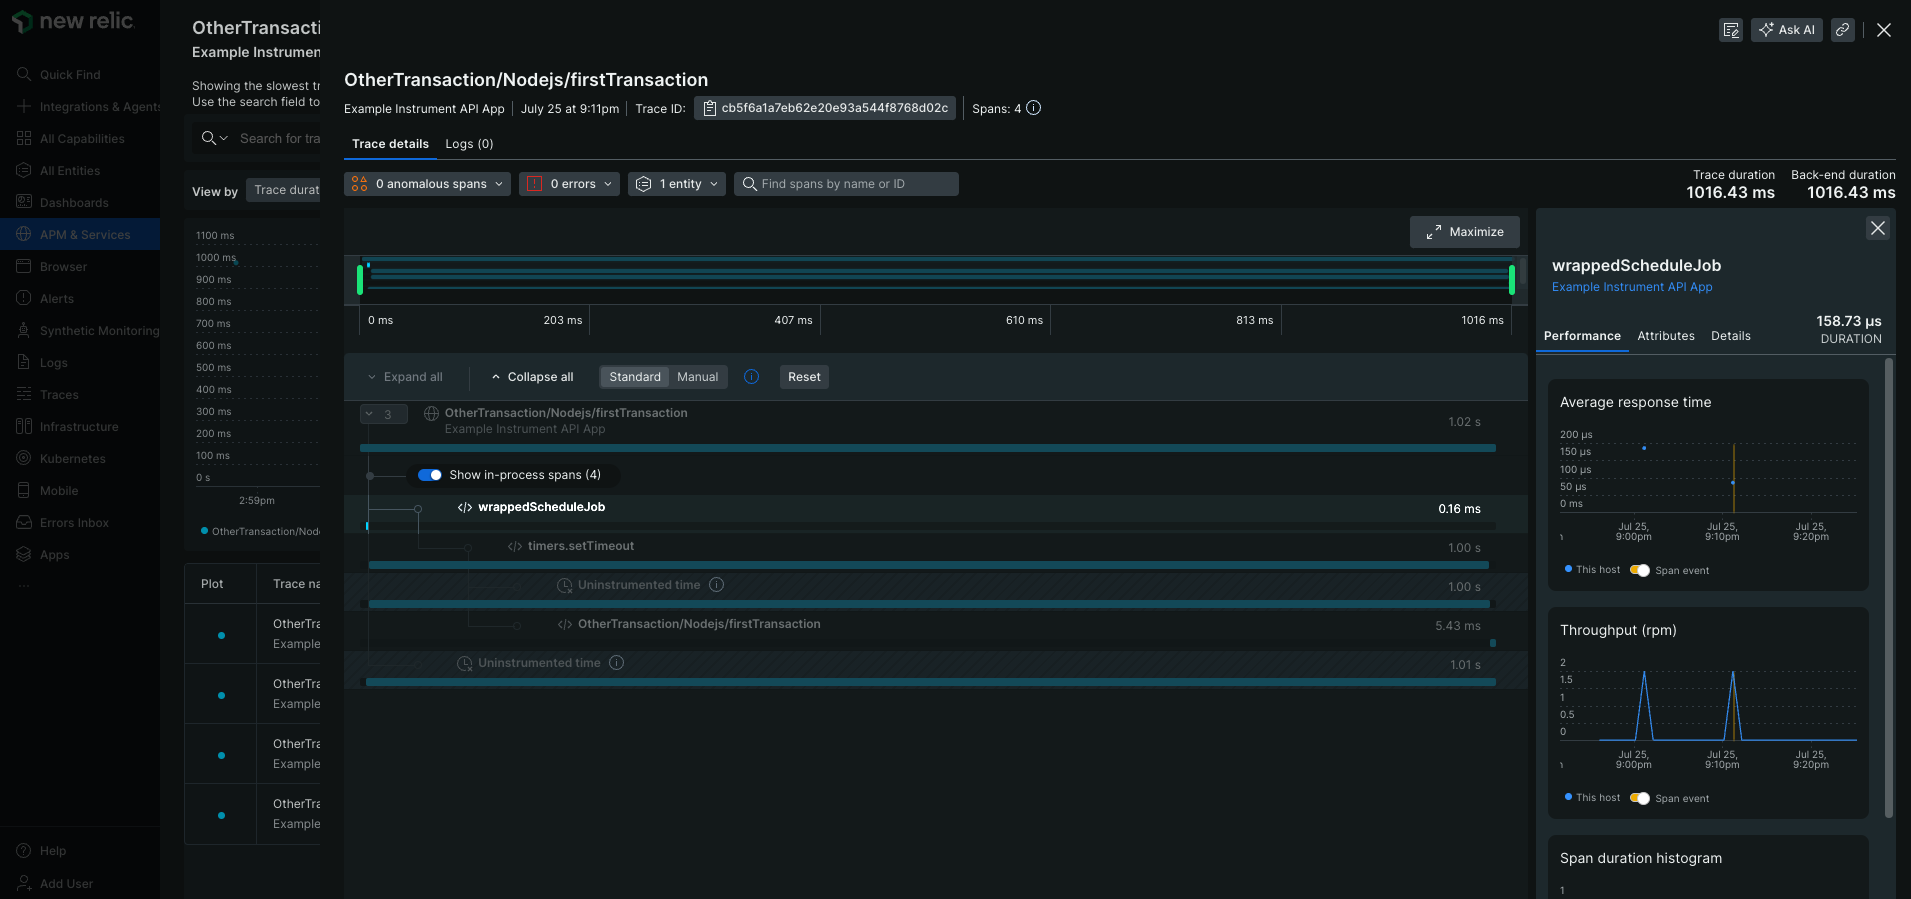 new relic
Quick Find
Integrations & Agents
All Capabilities
All Entities
Dashboards
APM & Services
Browser
Alerts
Synthetic Monitoring
Logs
Traces
Infrastructure
Kubernetes
Mobile
Errors Inbox
Apps
...
Help
Add User
OtherTransacti
Example Instrumen
Showing the slowest tr
Use the search field to
Search for tra
View by
Trace durat
1100 ms
1000 ms
900 ms
800 ms
700 ms
600 ms
500 ms
400 ms
300 ms
200 ms
100 ms
0 s
2:59pm
OtherTransaction/Node
Plot
Trace na
OtherTra
Example
OtherTra
Example
OtherTra
Example
OtherTra
Example
Ask AI
OtherTransaction/Nodejs/firstTransaction
Example Instrument API App
July 25 at 9:11pm
Trace ID:
cb5f6a1a7eb62e20e93a544f8768d02c
Spans: 4
Trace details
Logs (0)
0 anomalous spans
0 errors
1 entity
Find spans by name or ID
Trace duration
1016.43 ms
Back-end duration
1016.43 ms
Maximize
0 ms
203 ms
407 ms
610 ms
813 ms
1016 ms
Expand all
Collapse all
Standard
Manual
Reset
3
OtherTransaction/Nodejs/firstTransaction
Example Instrument API App
1.02 s
Show in-process spans (4)
wrappedScheduleJob
0.16 ms
timers.setTimeout
1.00 s
Uninstrumented time
1.00 s
OtherTransaction/Nodejs/firstTransaction
5.43 ms
Uninstrumented time
1.01 s
wrappedScheduleJob
Example Instrument API App
Performance
Attributes
Details
158.73 µs
DURATION
Average response time
200 µs
150 µs
100 µs
50 µs
0 ms
Jul 25,
9:00pm
Jul 25,
9:10pm
Jul 25,
9:20pm
This host
Span event
Throughput (rpm)
2
1.5
1
0.5
0
Jul 25,
9:00pm
Jul 25,
9:10pm
Jul 25,
9:20pm
This host
Span event
Span duration histogram
1